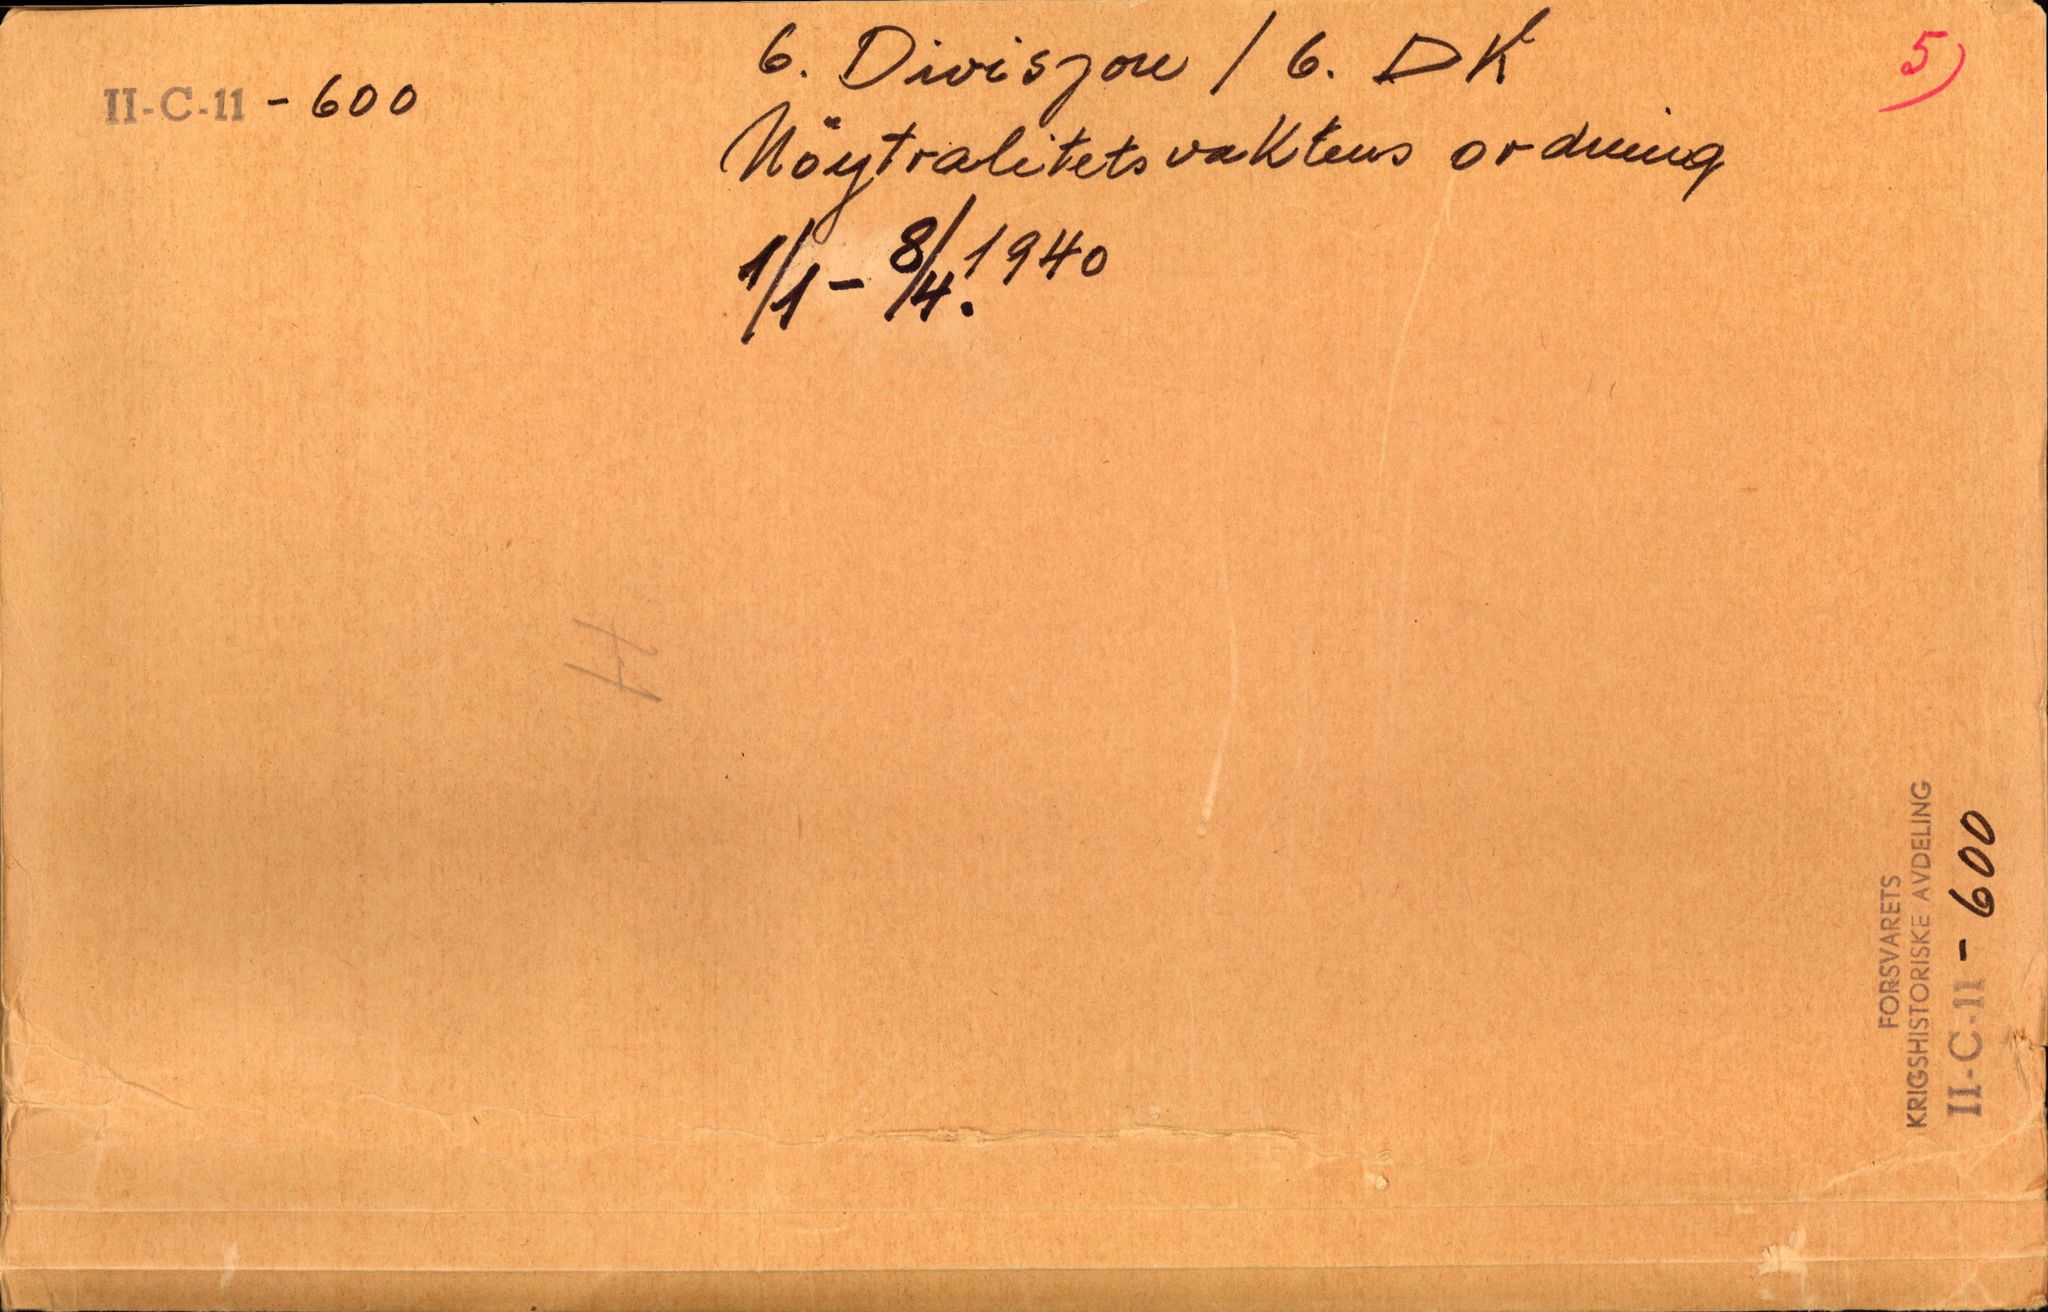 II-C-11 - 600
6. Divisjon / 6. DK
Nöytralitetsvaktens ordning
1/1 - 8/4. 1940
5)
H
FORSVARETS
KRIGSHISTORISKE AVDELING
II-C-11 - 600